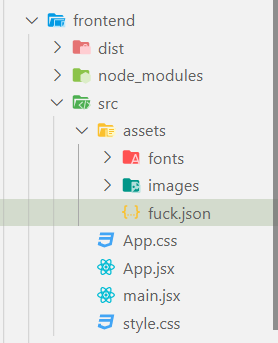 frontend
dist
node_modules
src
assets
fonts
images
fuck.json
App.css
App.jsx
main.jsx
style.css